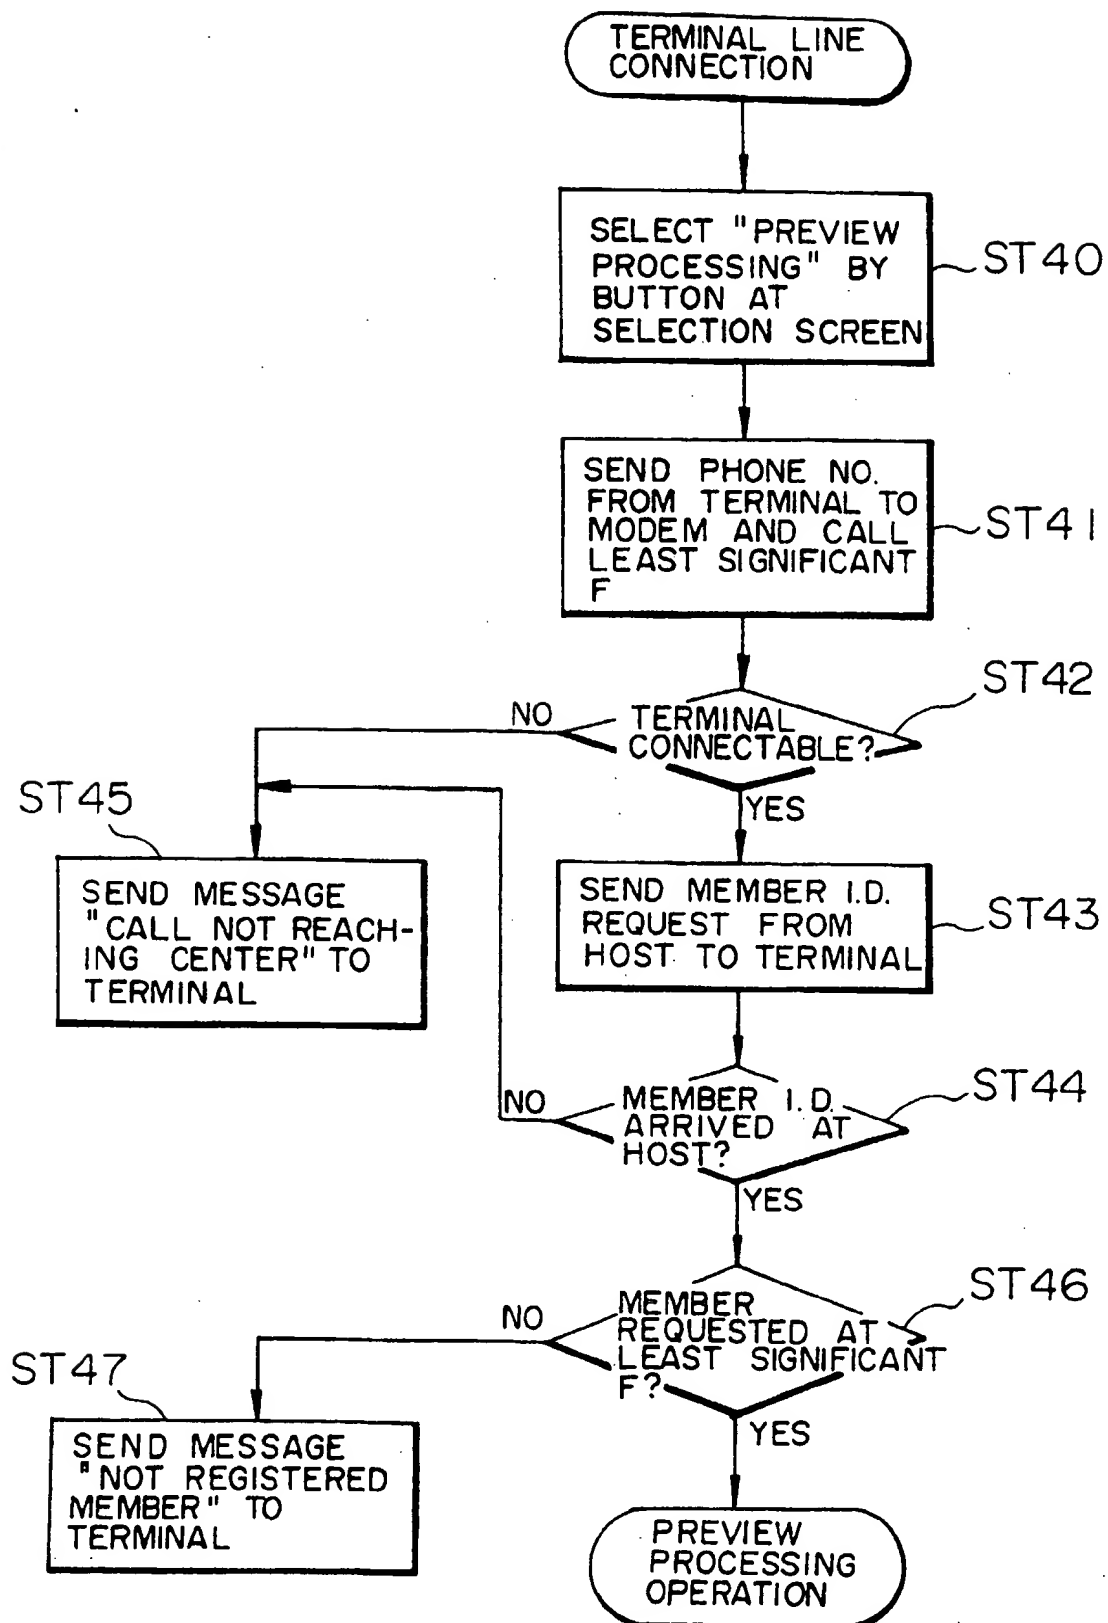 TERMINAL LINE
CONNECTION
SELECT "PREVIEW
PROCESSING" BY
BUTTON AT
SELECTION SCREEN
ST40
SEND PHONE NO.
FROM TERMINAL TO
MODEM AND CALL
LEAST SIGNIFICANT
F
ST41
ST42
NO
TERMINAL
CONNECTABLE?
YES
ST45
SEND MESSAGE
"CALL NOT REACH-
ING CENTER" TO
TERMINAL
SEND MEMBER I.D.
REQUEST FROM
HOST TO TERMINAL
ST43
ST44
NO
MEMBER I.D.
ARRIVED AT
HOST?
YES
ST46
NO
MEMBER
REQUESTED AT
LEAST SIGNIFICANT
F?
YES
ST47
SEND MESSAGE
"NOT REGISTERED
MEMBER" TO
TERMINAL
PREVIEW
PROCESSING
OPERATION